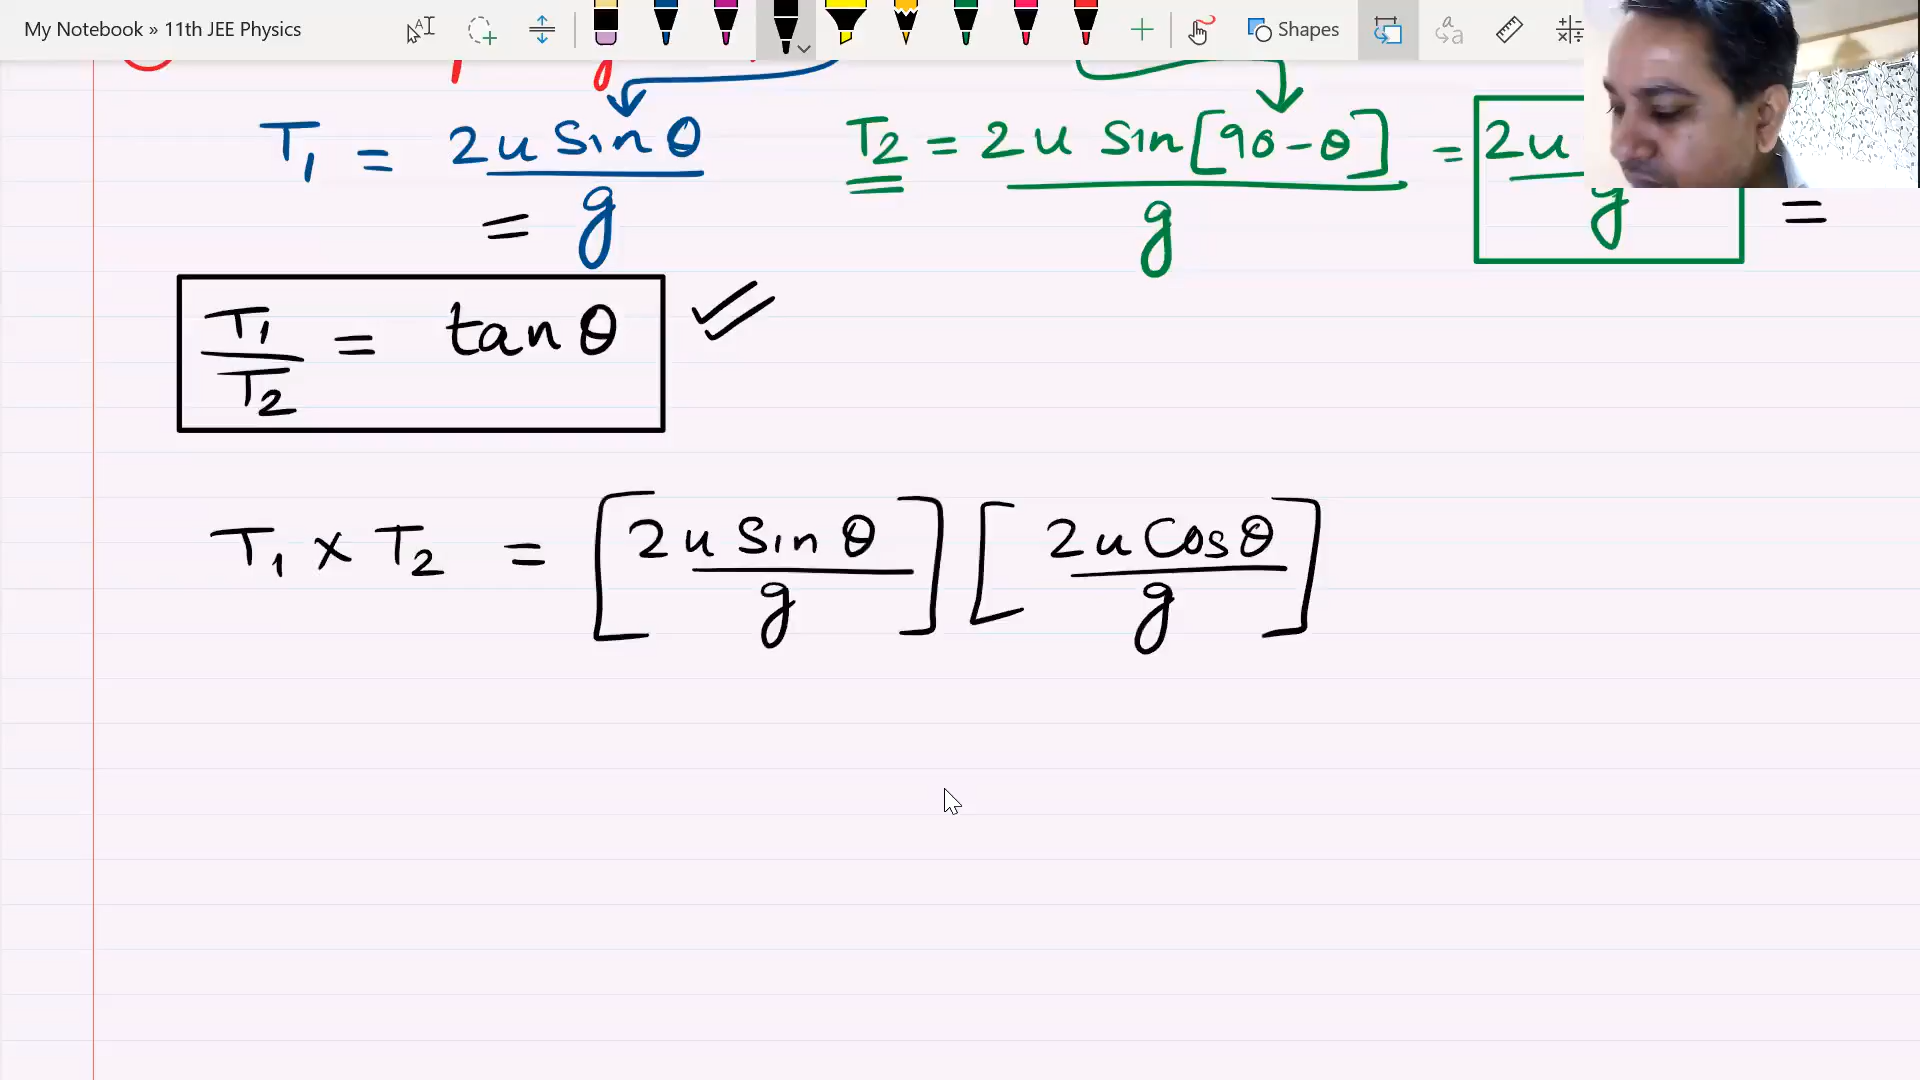 My Notebook » 11th JEE Physics
Shapes
T₁ = 2u Sin θ / g
T₂ = 2u Sin[90 - θ] / g = 2u / g
= =
T₁ / T₂ = tan θ
T₁ × T₂ = [2u Sin θ / g] [2u Cos θ / g]